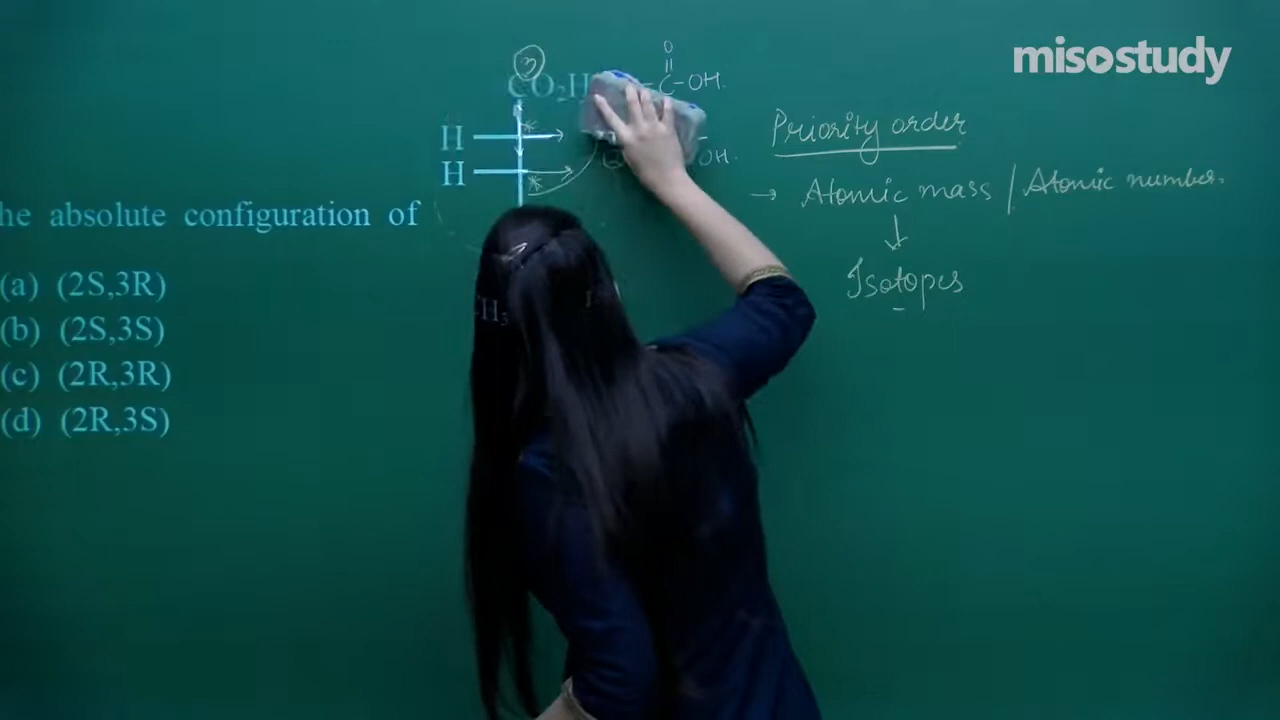 misostudy
CO₂H
O
C-OH
H
H
OH
CH₃
he absolute configuration of
(a) (2S,3R)
(b) (2S,3S)
(c) (2R,3R)
(d) (2R,3S)
Priority order
→ Atomic mass / Atomic number.
↓
Isotopes